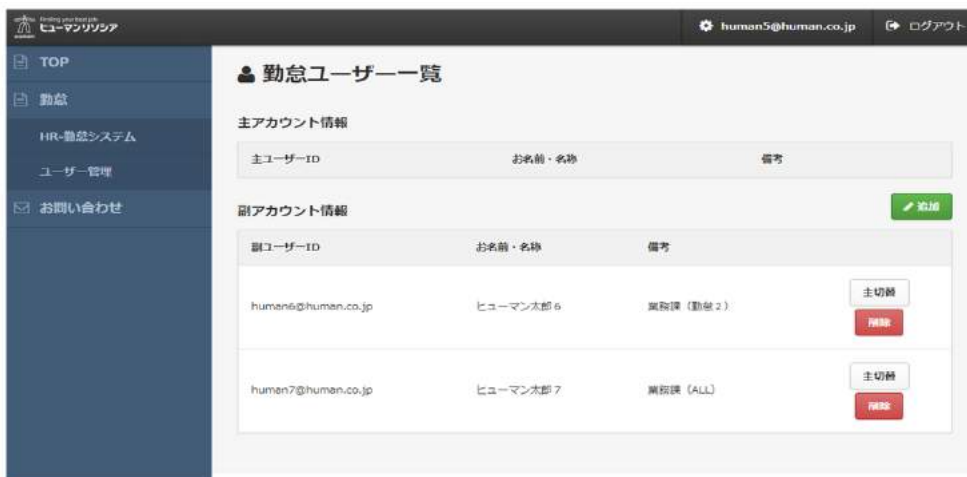 Finding your best job
ヒューマンリソシア
human5@human.co.jp
ログアウト
TOP
勤怠
HR-勤怠システム
ユーザー管理
お問い合わせ
勤怠ユーザー一覧
主アカウント情報
主ユーザーID お名前・名称 備考
副アカウント情報
追加
副ユーザーID お名前・名称 備考
human6@human.co.jp ヒューマン太郎6 業務課（勤怠2） 主切替
削除
human7@human.co.jp ヒューマン太郎7 業務課（ALL） 主切替
削除